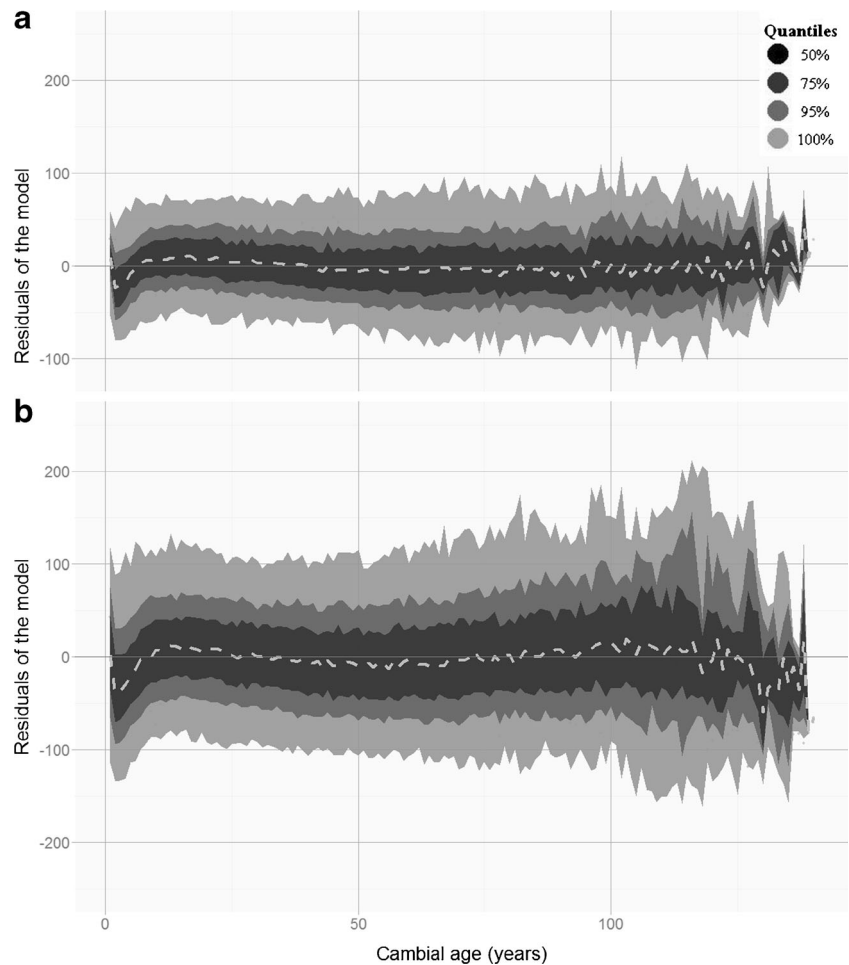 a
Quantiles
50%
75%
95%
100%
200
100
0
-100
Residuals of the model
b
200
100
0
-100
-200
Residuals of the model
0
50
100
Cambial age (years)